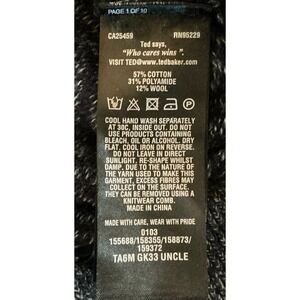 PAGE 1 OF 10
CA25459 RN95229
Ted says,
"Who cares wins".
VISIT TED@www.tedbaker.com
57% COTTON
31% POLYAMIDE
12% WOOL
COOL HAND WASH SEPARATELY
AT 30C, INSIDE OUT. DO NOT
USE PRODUCTS CONTAINING
BLEACH, OIL OR ALCOHOL. DRY
FLAT. COOL IRON ON REVERSE.
DO NOT LEAVE IN DIRECT
SUNLIGHT. RE-SHAPE WHILST
DAMP. DUE TO THE NATURE OF
THE YARN USED TO MAKE THIS
GARMENT, EXCESS FIBRES MAY
COLLECT ON THE SURFACE.
THEY CAN BE REMOVED USING A
KNITWEAR COMB.
MADE IN CHINA
MADE WITH CARE, WEAR WITH PRIDE
0103
155688/158355/158873/
159372
TA6M GK33 UNCLE